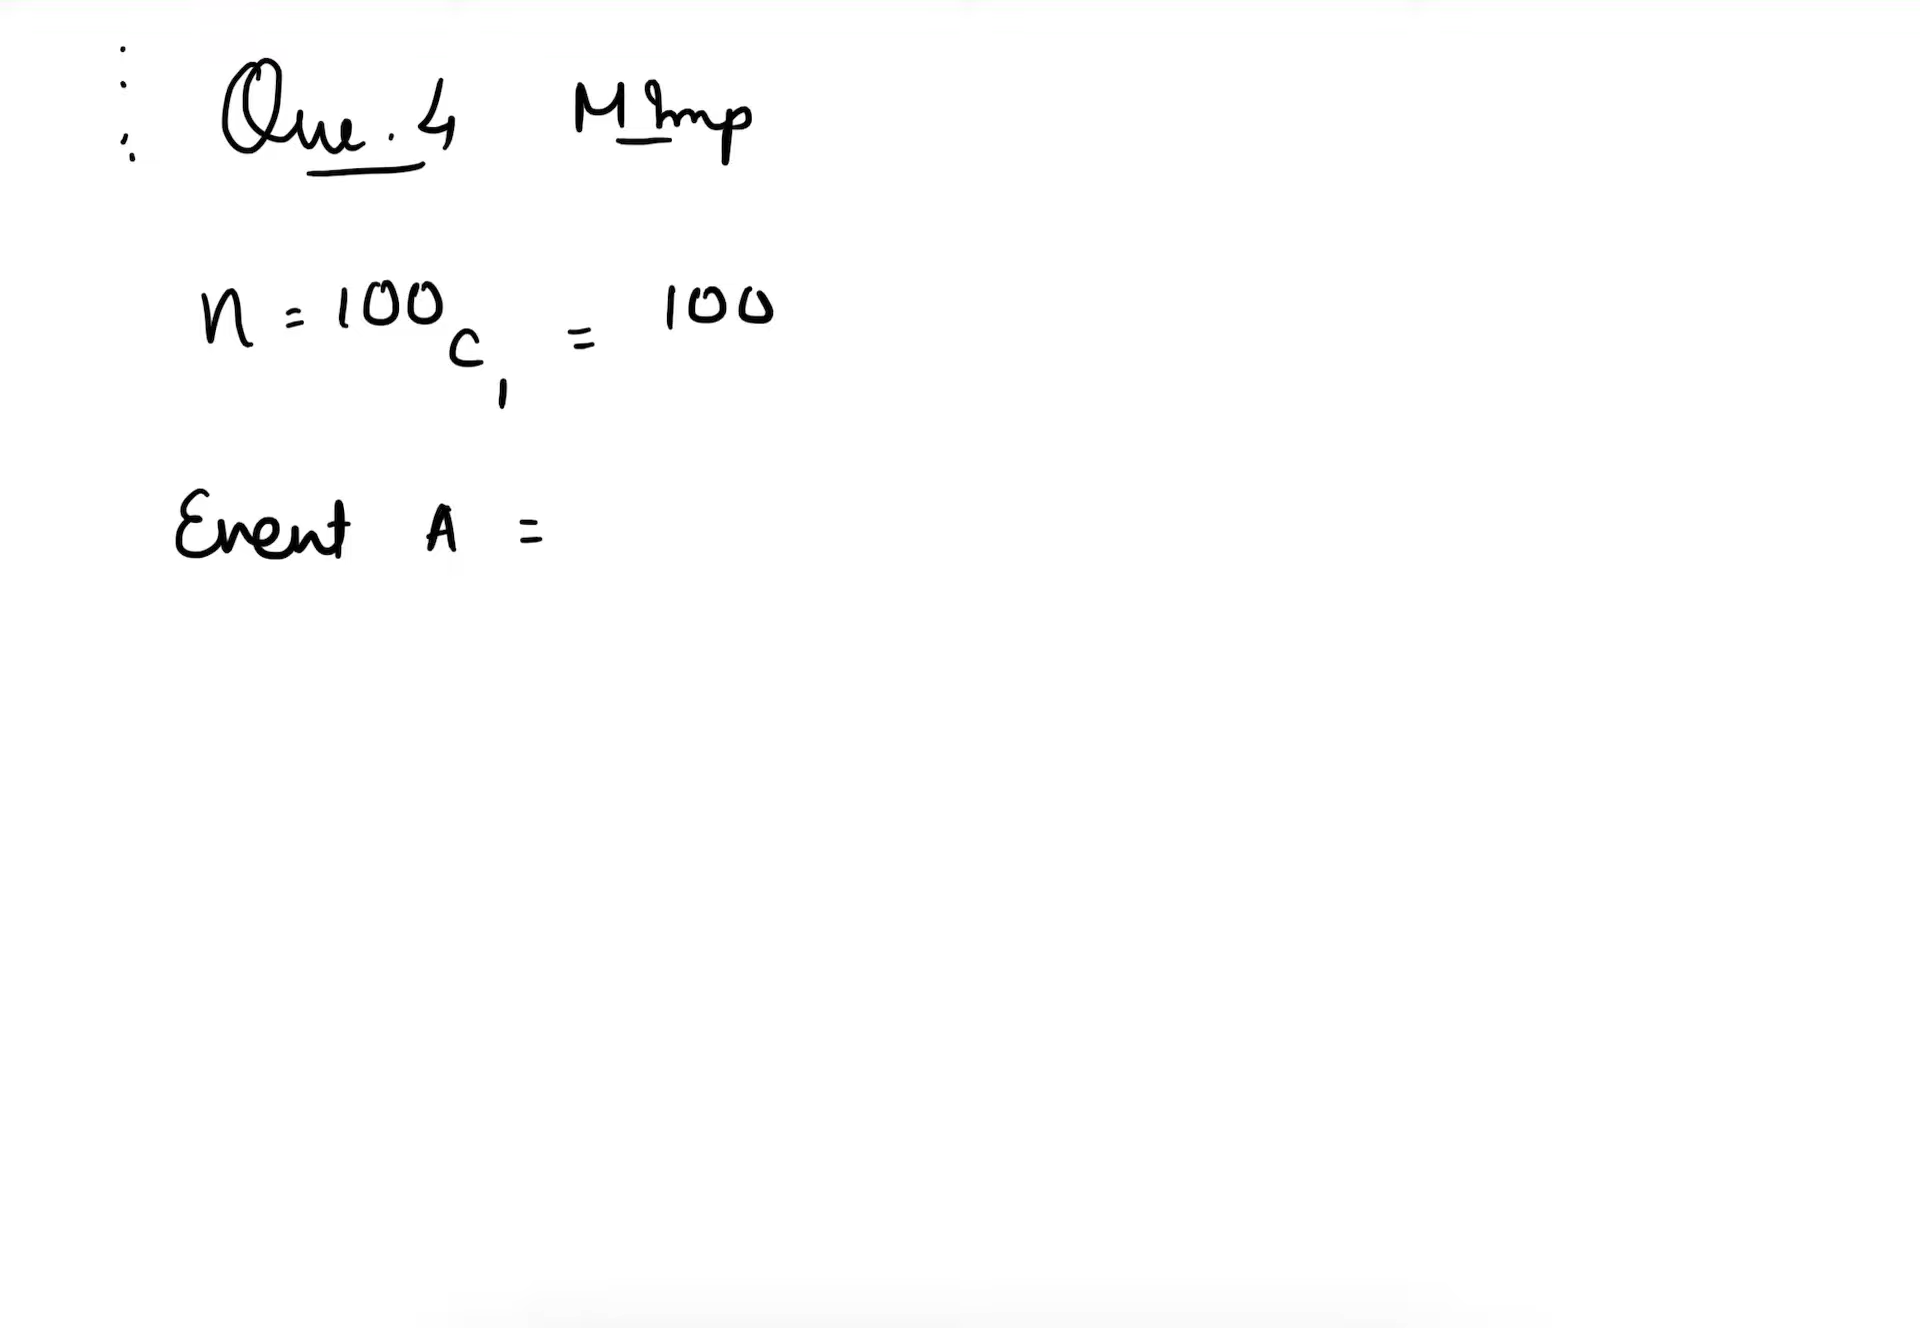 Que. 4 M Imp
n = 100c₁ = 100
Event A =